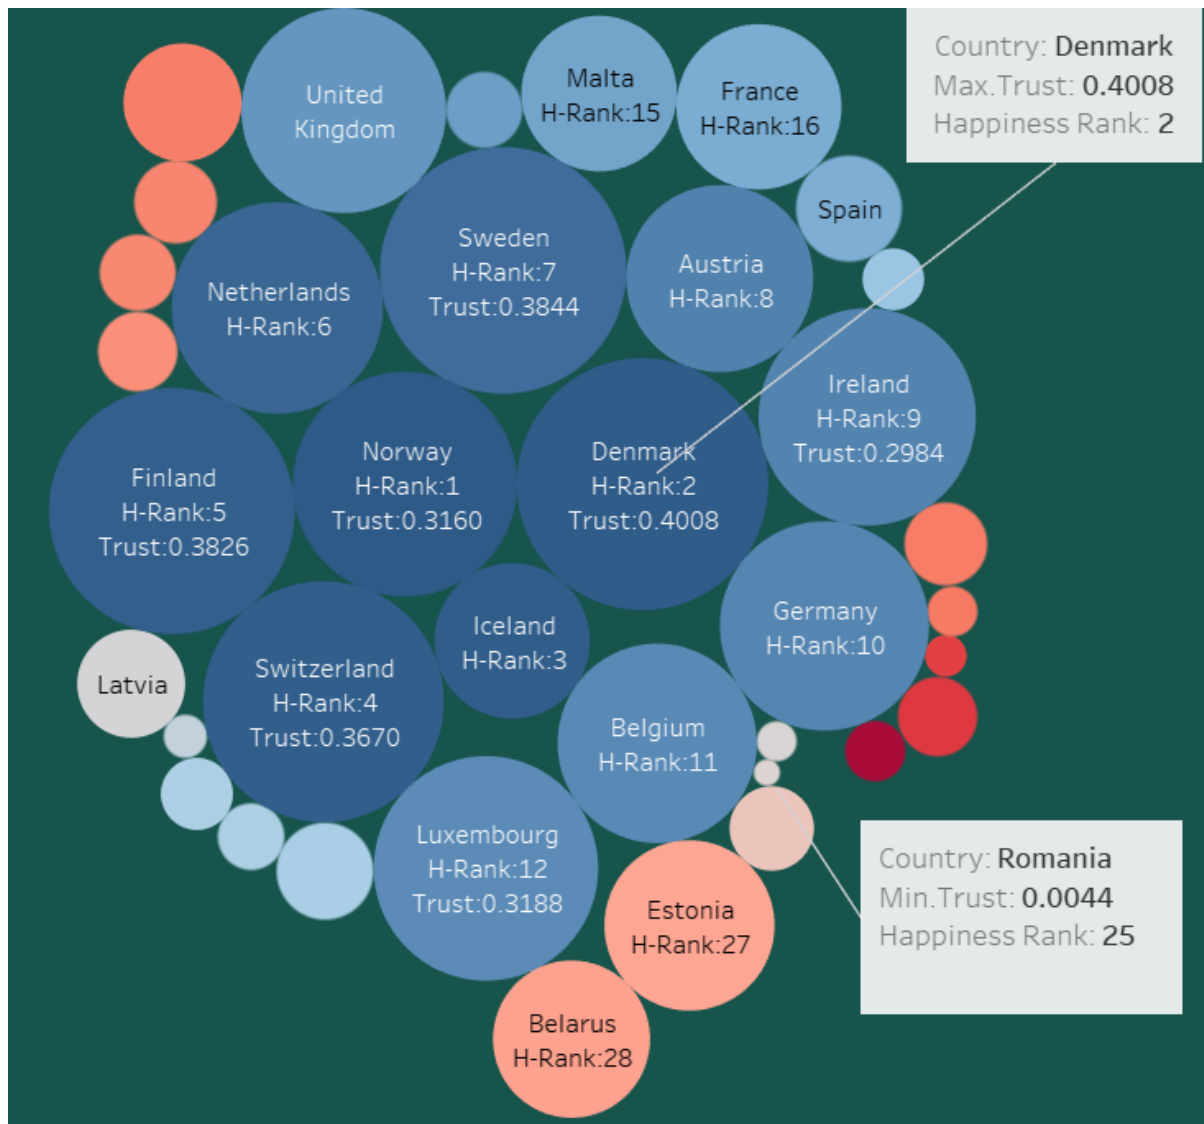 United
Kingdom
Malta
H-Rank:15
France
H-Rank:16
Country: Denmark
Max.Trust: 0.4008
Happiness Rank: 2
Spain
Sweden
H-Rank:7
Trust:0.3844
Austria
H-Rank:8
Netherlands
H-Rank:6
Ireland
H-Rank:9
Trust:0.2984
Norway
H-Rank:1
Trust:0.3160
Denmark
H-Rank:2
Trust:0.4008
Finland
H-Rank:5
Trust:0.3826
Germany
H-Rank:10
Iceland
H-Rank:3
Latvia
Switzerland
H-Rank:4
Trust:0.3670
Belgium
H-Rank:11
Luxembourg
H-Rank:12
Trust:0.3188
Country: Romania
Min.Trust: 0.0044
Happiness Rank: 25
Estonia
H-Rank:27
Belarus
H-Rank:28